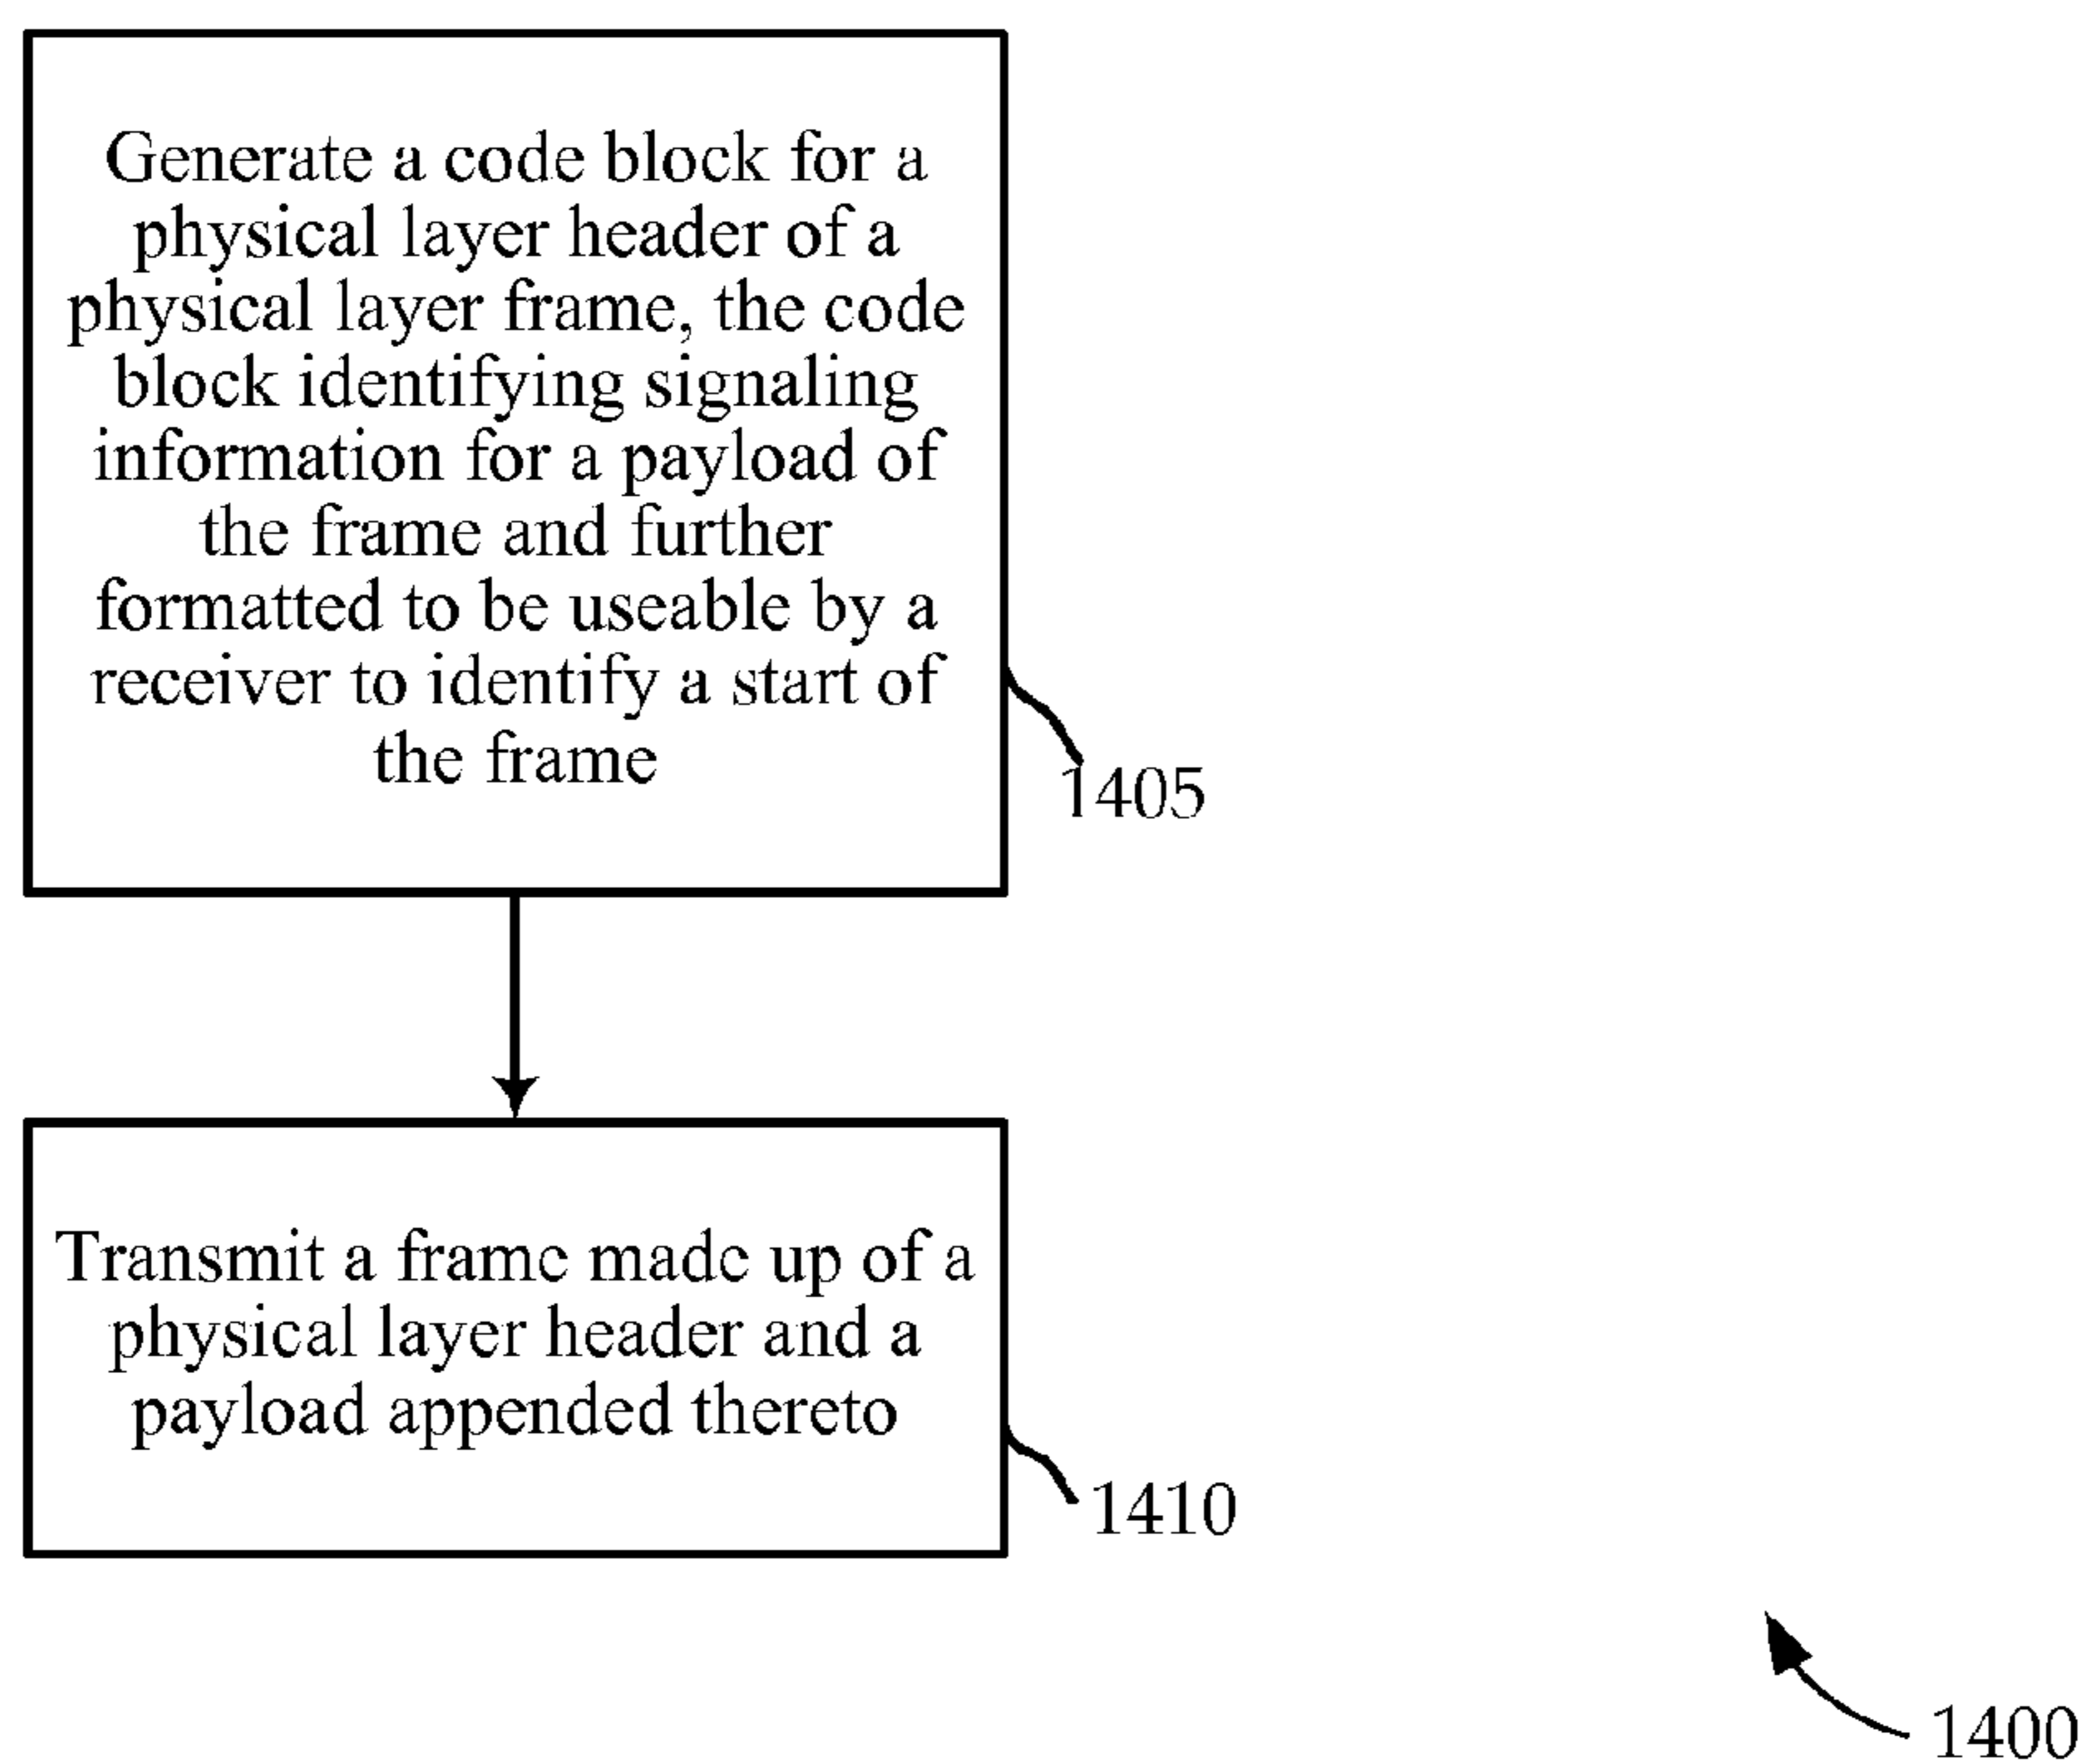 Generate a code block for a
physical layer header of a
physical layer frame, the code
block identifying signaling
information for a payload of
the frame and further
formatted to be useable by a
receiver to identify a start of
the frame
1405
Transmit a frame made up of a
physical layer header and a
payload appended thereto
1410
1400